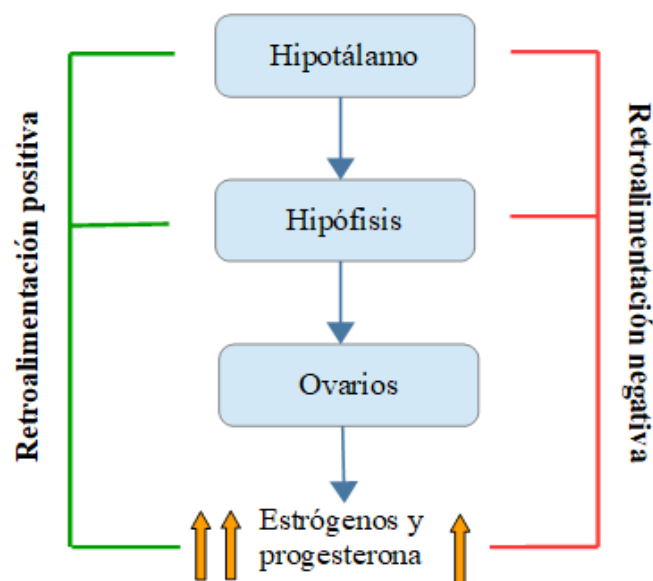 Hipotálamo
Retroalimentación positiva
Retroalimentación negativa
Hipófisis
Ovarios
Estrógenos y
progesterona